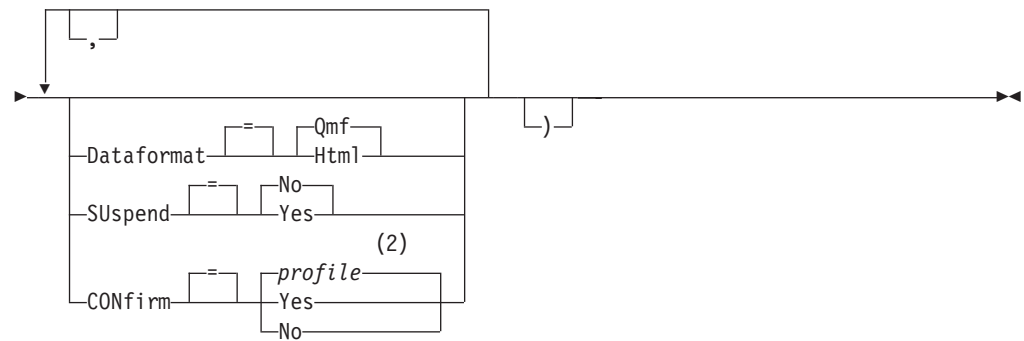 ,
= Qmf
Dataformat Html
)
= No
SUspend Yes
(2)
= profile
CONfirm Yes
No